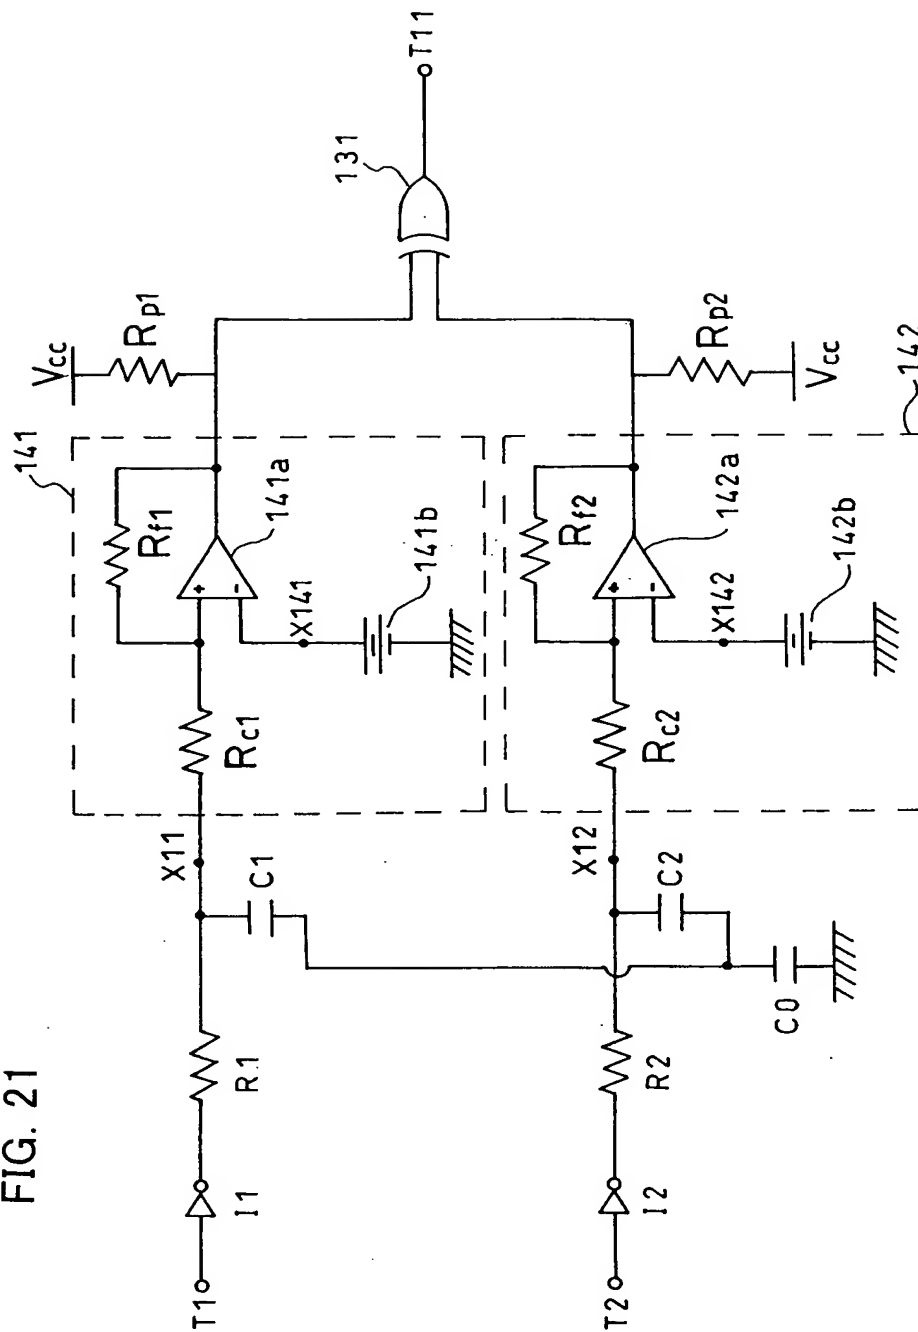 FIG. 21
T1
I1
R1
C1
X11
Rc1
141
Rf1
+
-
141a
X141
141b
Vcc
Rp1
131
T11
T2
I2
R2
C2
C0
X12
Rc2
142
Rf2
+
-
142a
X142
142b
Rp2
Vcc